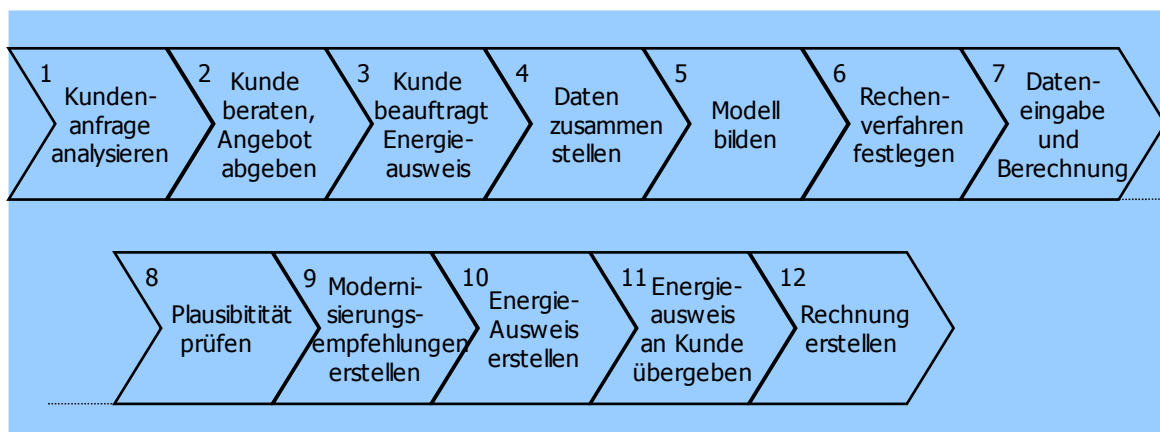 1
Kunden-
anfrage
analysieren
2
Kunde
beraten,
Angebot
abgeben
3
Kunde
beauftragt
Energie-
ausweis
4
Daten
zusammen
stellen
5
Modell
bilden
6
Rechen-
verfahren
festlegen
7
Daten-
eingabe
und
Berechnung
8
Plausibitität
prüfen
9
Moderni-
sierungs-
empfehlungen
erstellen
10
Energie-
Ausweis
erstellen
11
Energie-
ausweis
an Kunde
übergeben
12
Rechnung
erstellen